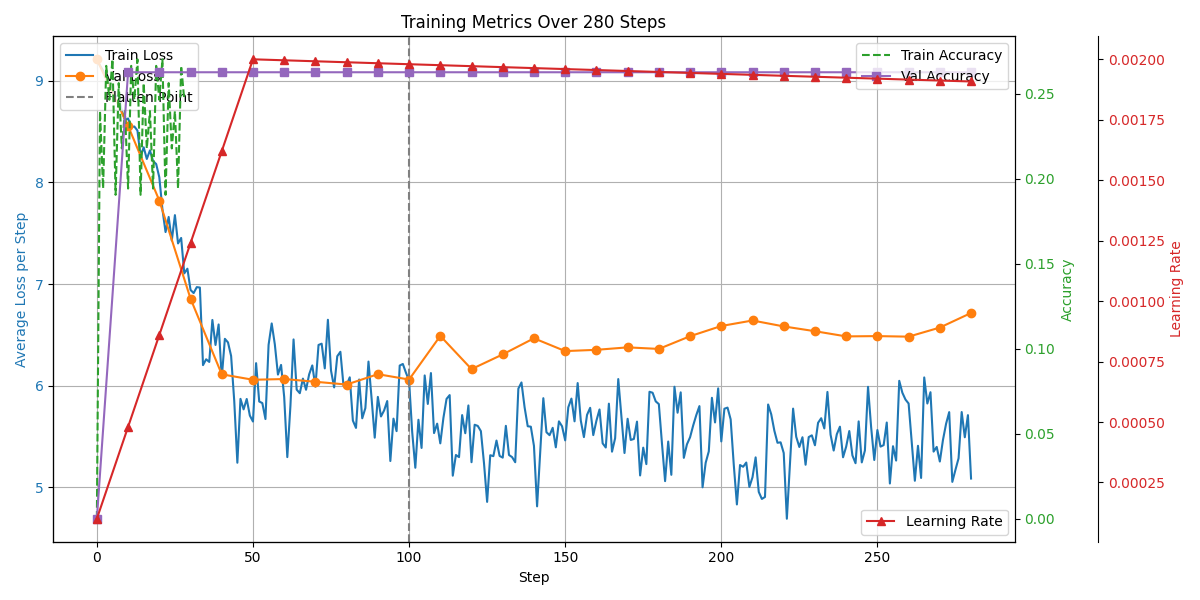 Training Metrics Over 280 Steps
Train Loss
Val Loss
Flatten Point
Train Accuracy
Val Accuracy
Learning Rate
Average Loss per Step
9
8
7
6
5
0
50
100
150
200
250
Step
0.25
0.20
0.15
0.10
0.05
0.00
Accuracy
0.00200
0.00175
0.00150
0.00125
0.00100
0.00075
0.00050
0.00025
Learning Rate